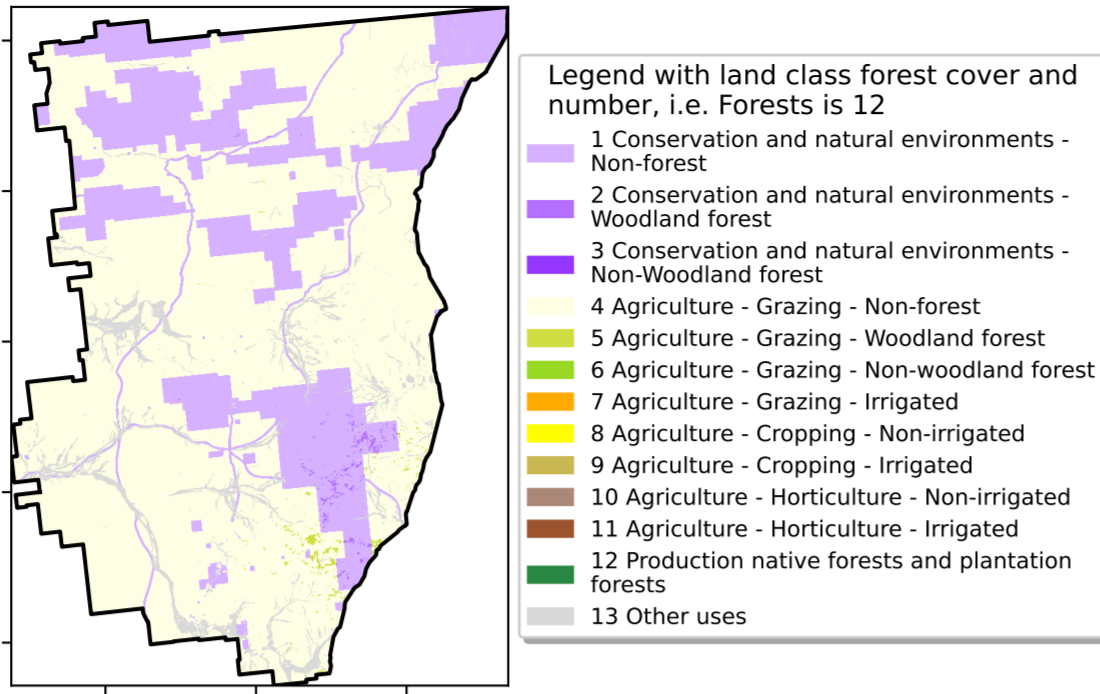 Legend with land class forest cover and
number, i.e. Forests is 12
1 Conservation and natural environments -
Non-forest
2 Conservation and natural environments -
Woodland forest
3 Conservation and natural environments -
Non-Woodland forest
4 Agriculture - Grazing - Non-forest
5 Agriculture - Grazing - Woodland forest
6 Agriculture - Grazing - Non-woodland forest
7 Agriculture - Grazing - Irrigated
8 Agriculture - Cropping - Non-irrigated
9 Agriculture - Cropping - Irrigated
10 Agriculture - Horticulture - Non-irrigated
11 Agriculture - Horticulture - Irrigated
12 Production native forests and plantation
forests
13 Other uses